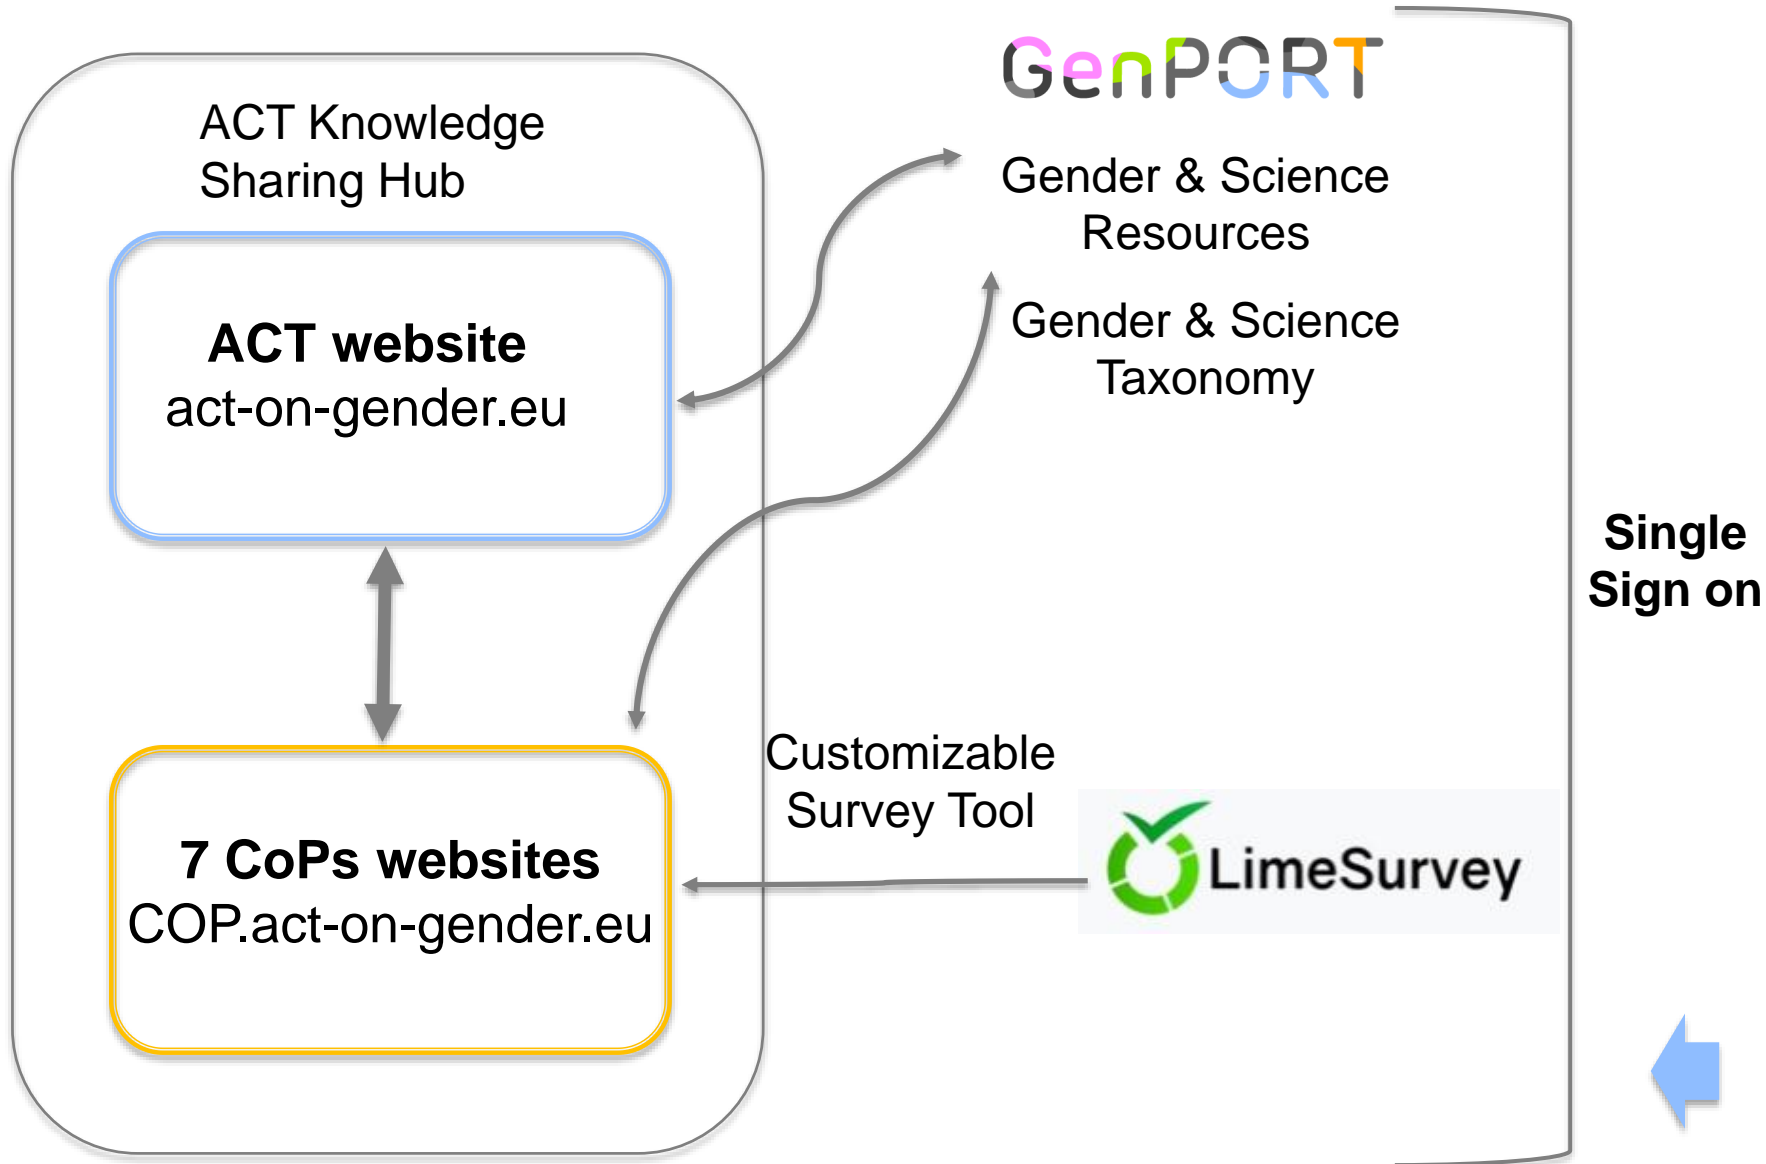 ACT Knowledge
Sharing Hub
ACT website
act-on-gender.eu
7 CoPs websites
COP.act-on-gender.eu
GenPORT
Gender & Science
Resources
Gender & Science
Taxonomy
Customizable
Survey Tool
LimeSurvey
Single
Sign on